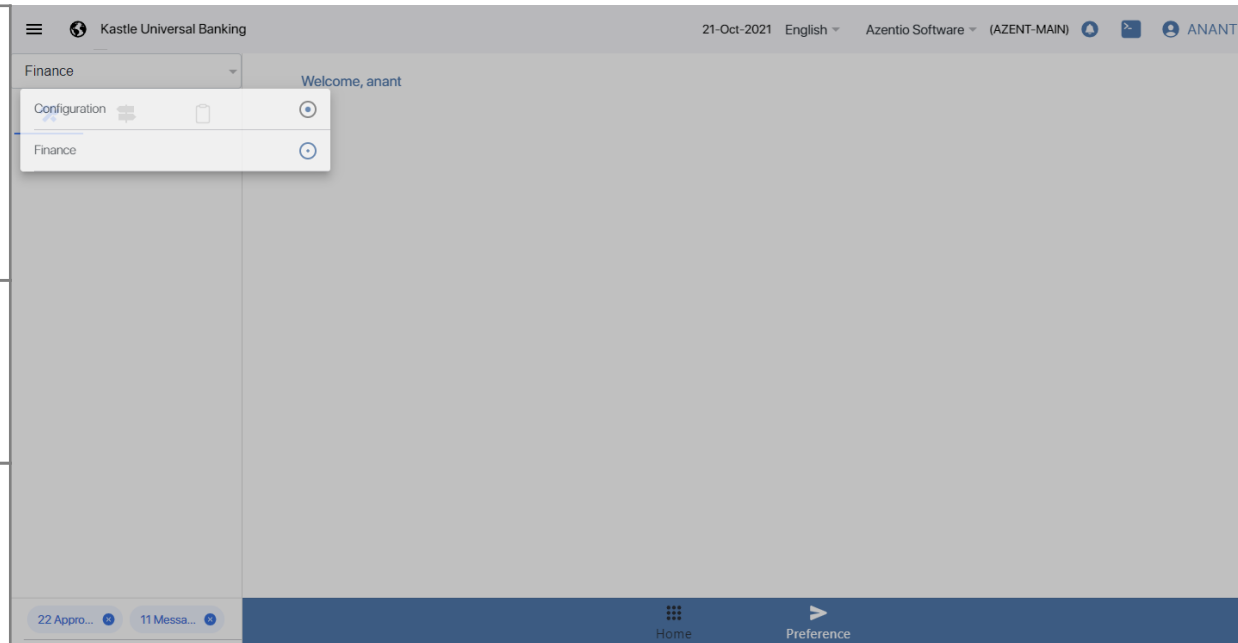 Kastle Universal Banking 21-Oct-2021 English Azentio Software (AZENT-MAIN) ANANT
Finance
Welcome, anant
Configuration
Finance
22 Appro... 11 Messa...
Home Preference